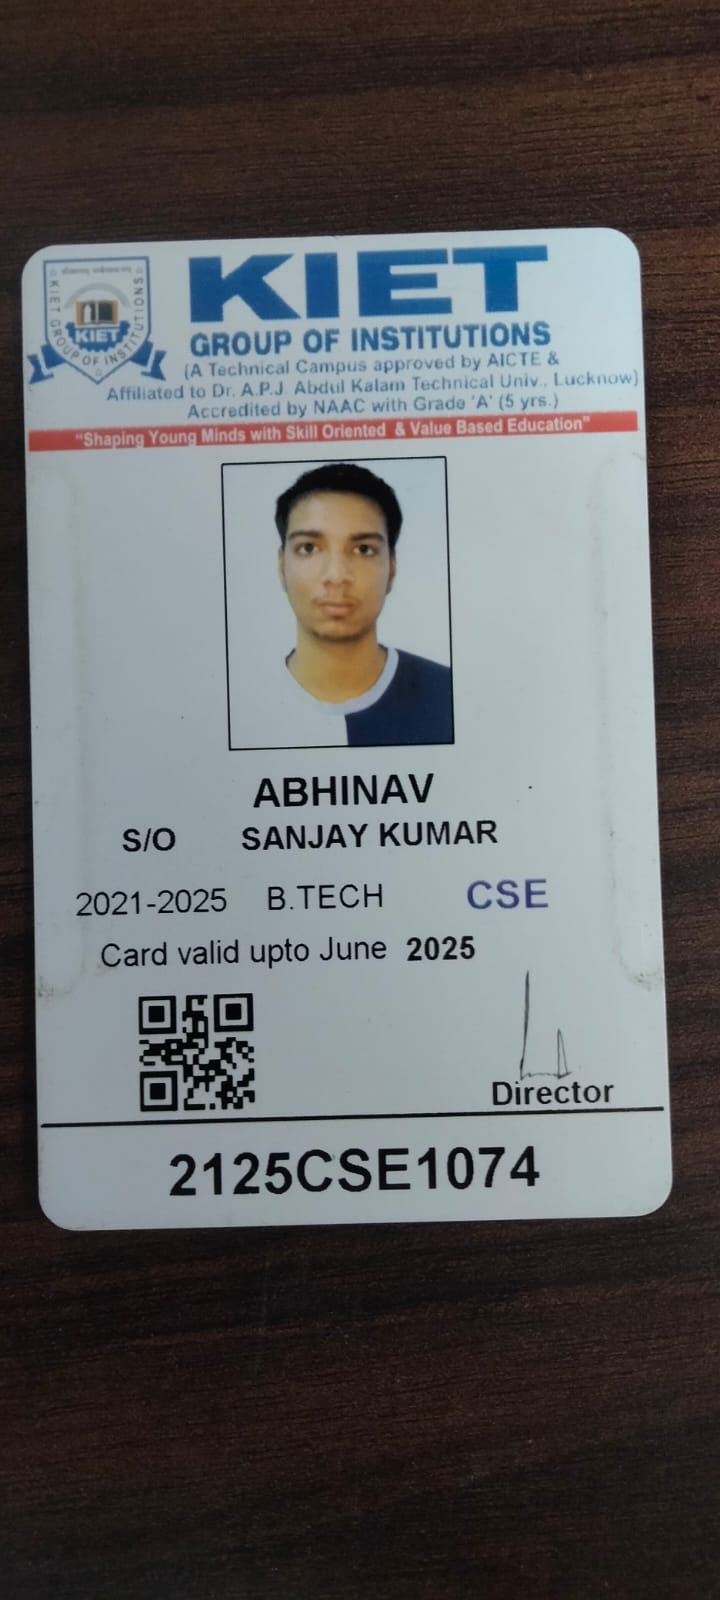 KIET GROUP OF INSTITUTIONS
KIET
KIET
GROUP OF INSTITUTIONS
(A Technical Campus approved by AICTE &
Affiliated to Dr. A.P.J. Abdul Kalam Technical Univ., Lucknow)
Accredited by NAAC with Grade 'A' (5 yrs.)
"Shaping Young Minds with Skill Oriented & Value Based Education"
ABHINAV
S/O SANJAY KUMAR
2021-2025 B.TECH CSE
Card valid upto June 2025
Director
2125CSE1074